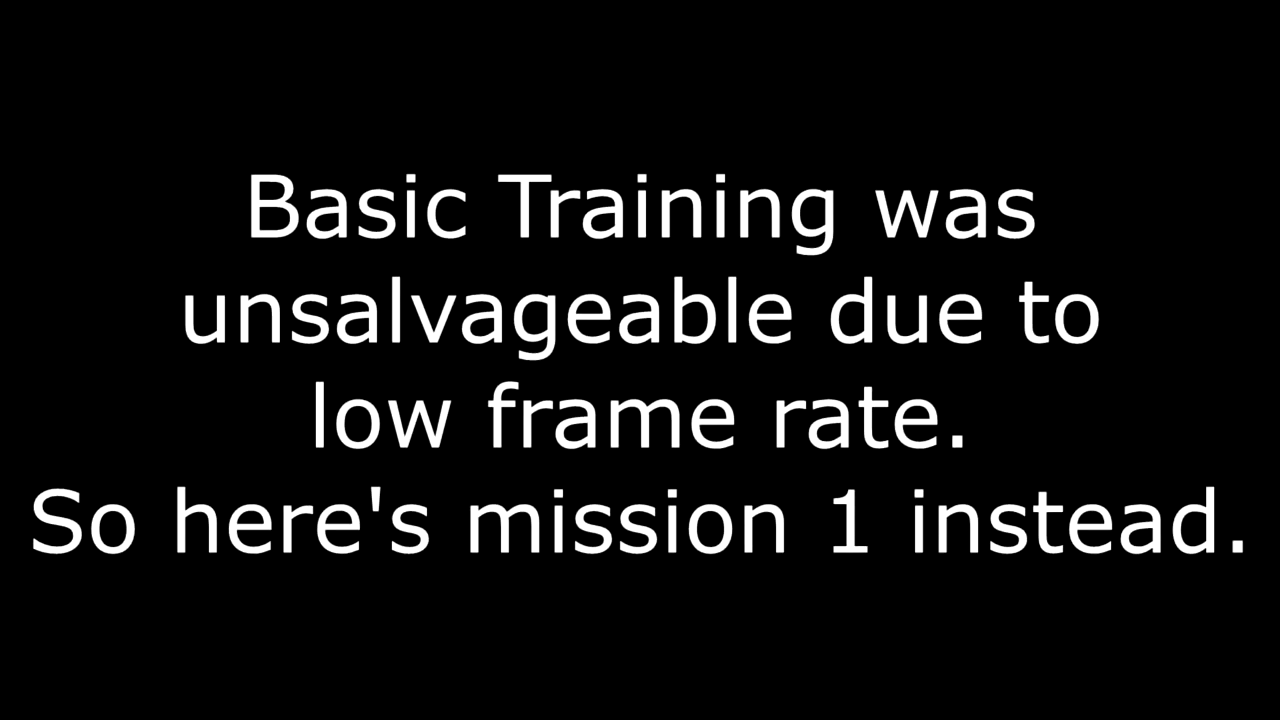 Basic Training was
unsalvageable due to
low frame rate.
So here's mission 1 instead.